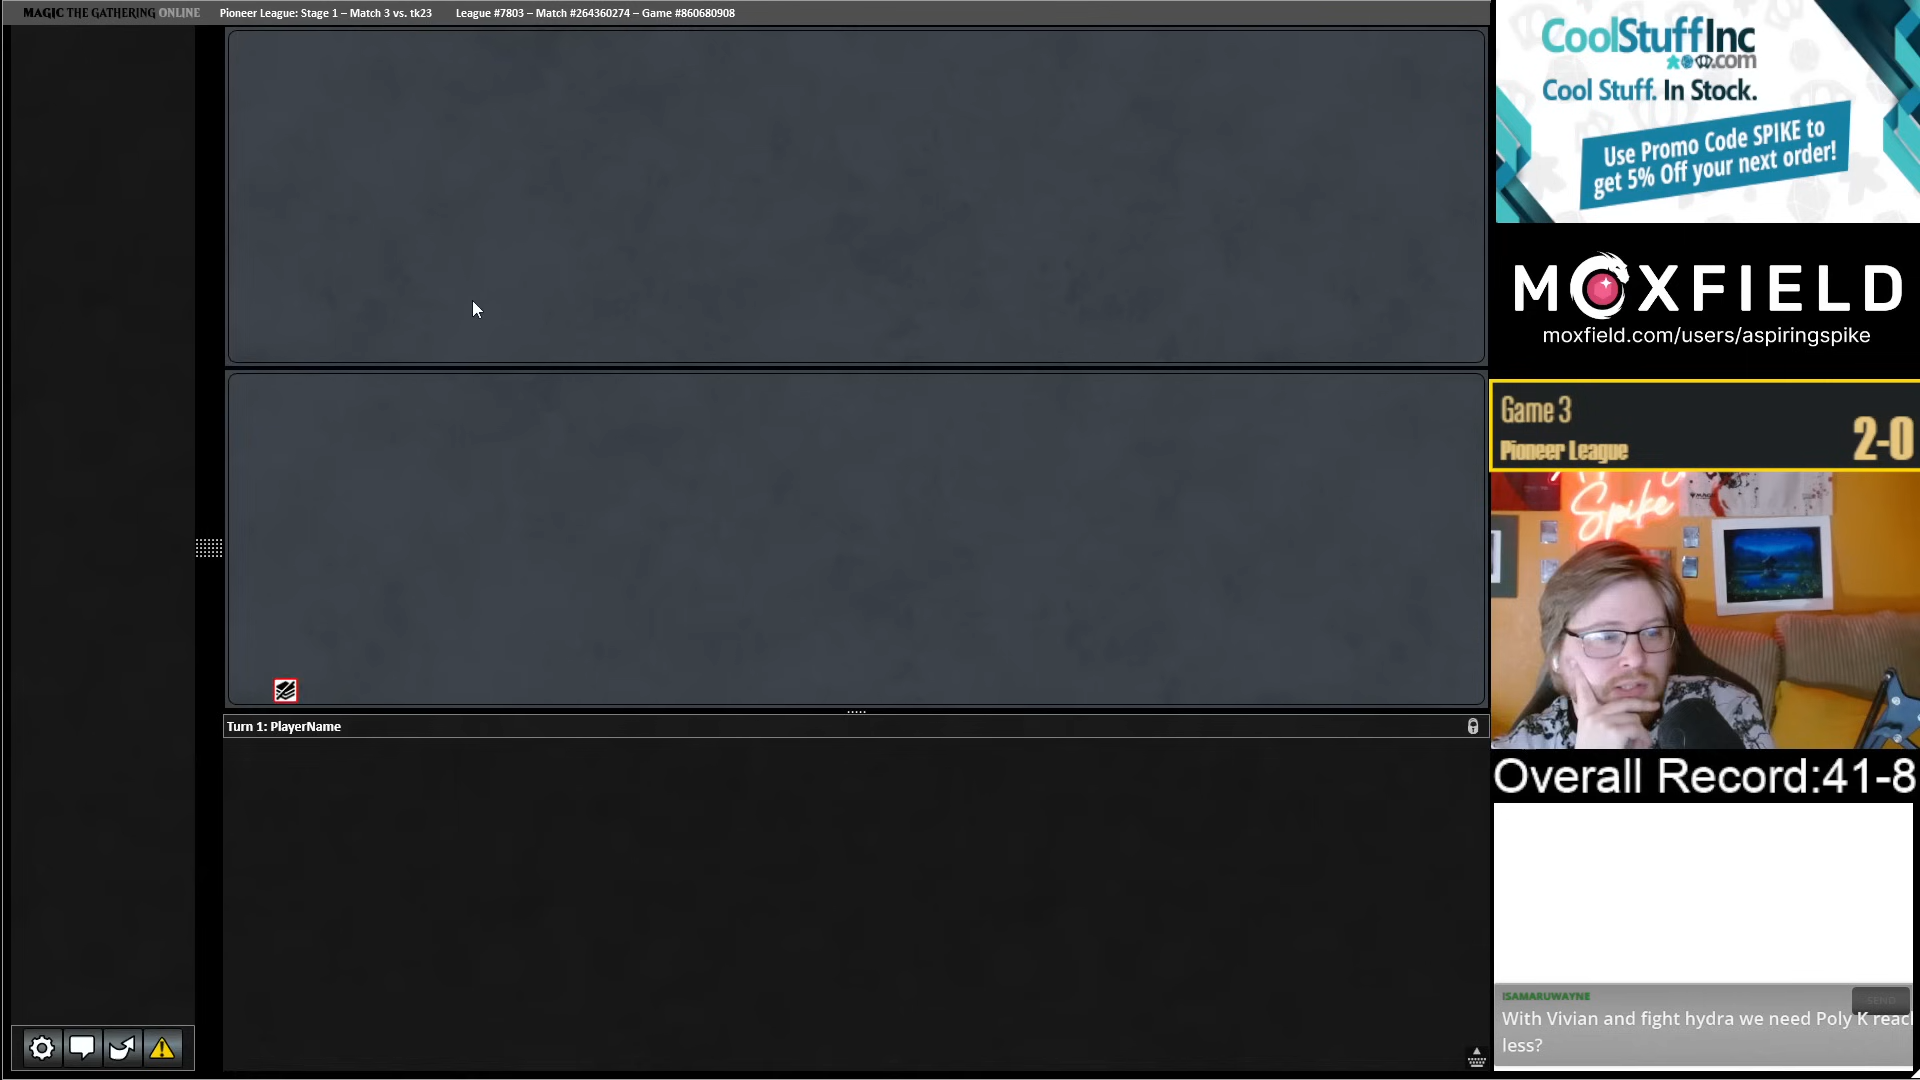 MAGIC THE GATHERING ONLINE
Pioneer League: Stage 1 – Match 3 vs. tk23
League #7803 – Match #264360274 – Game #860680908
CoolStuffInc
.com
Cool Stuff. In Stock.
Use Promo Code SPIKE to
get 5% Off your next order!
MOXFIELD
moxfield.com/users/aspiringspike
Game 3
Pioneer League
2-0
Spike
Turn 1: PlayerName
Overall Record:41-8
ISAMARUWAYNE
SEND
With Vivian and fight hydra we need Poly K reac
less?